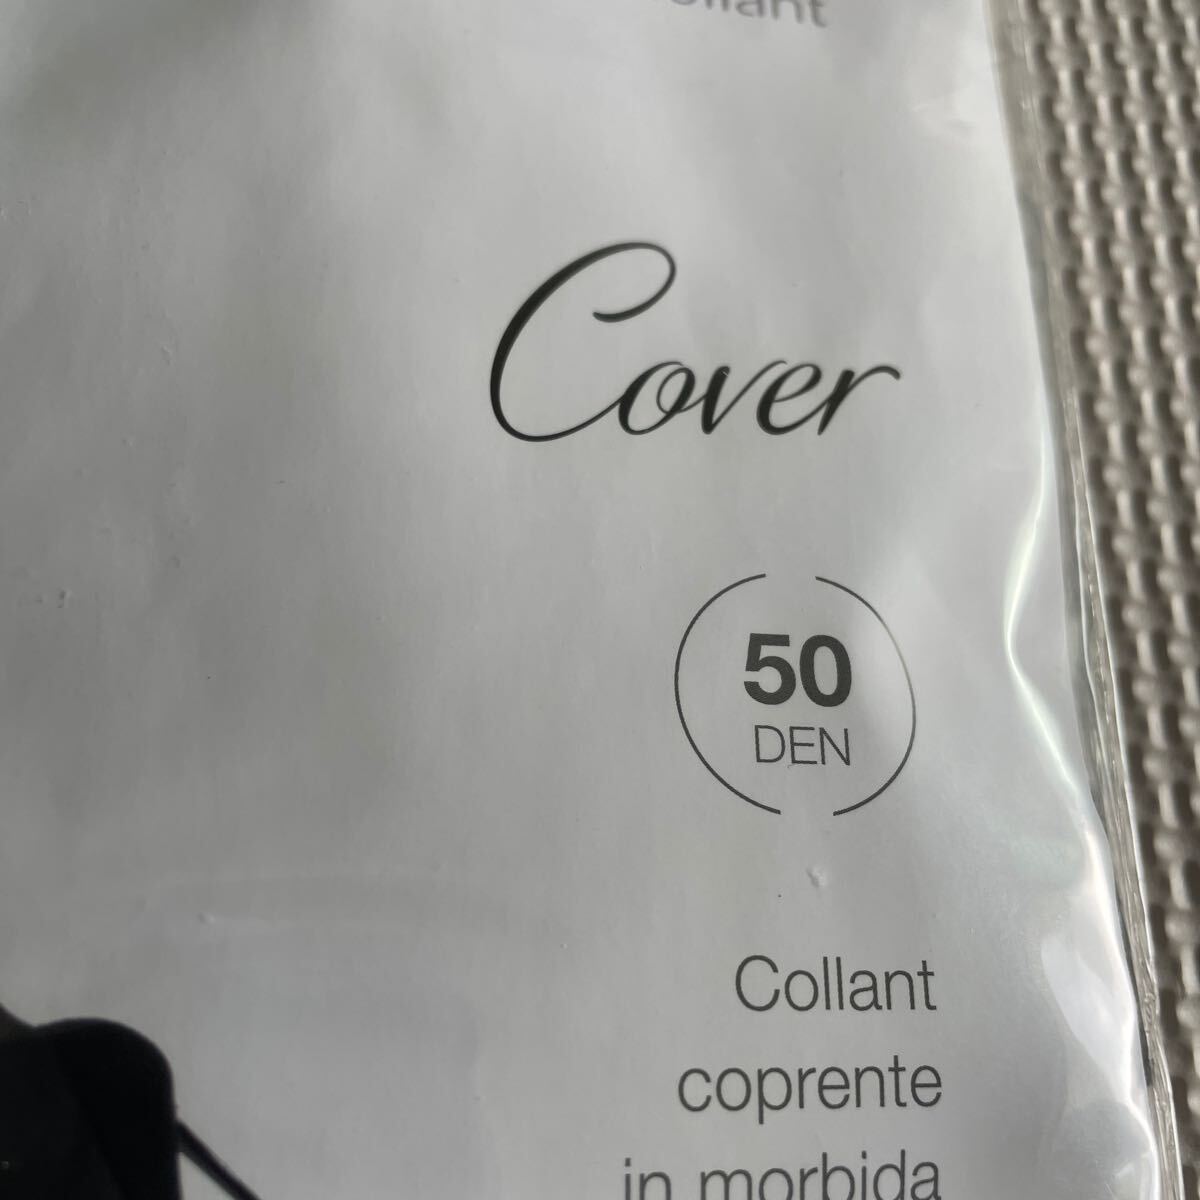 Cover
50
DEN
Collant
coprente
in morbida